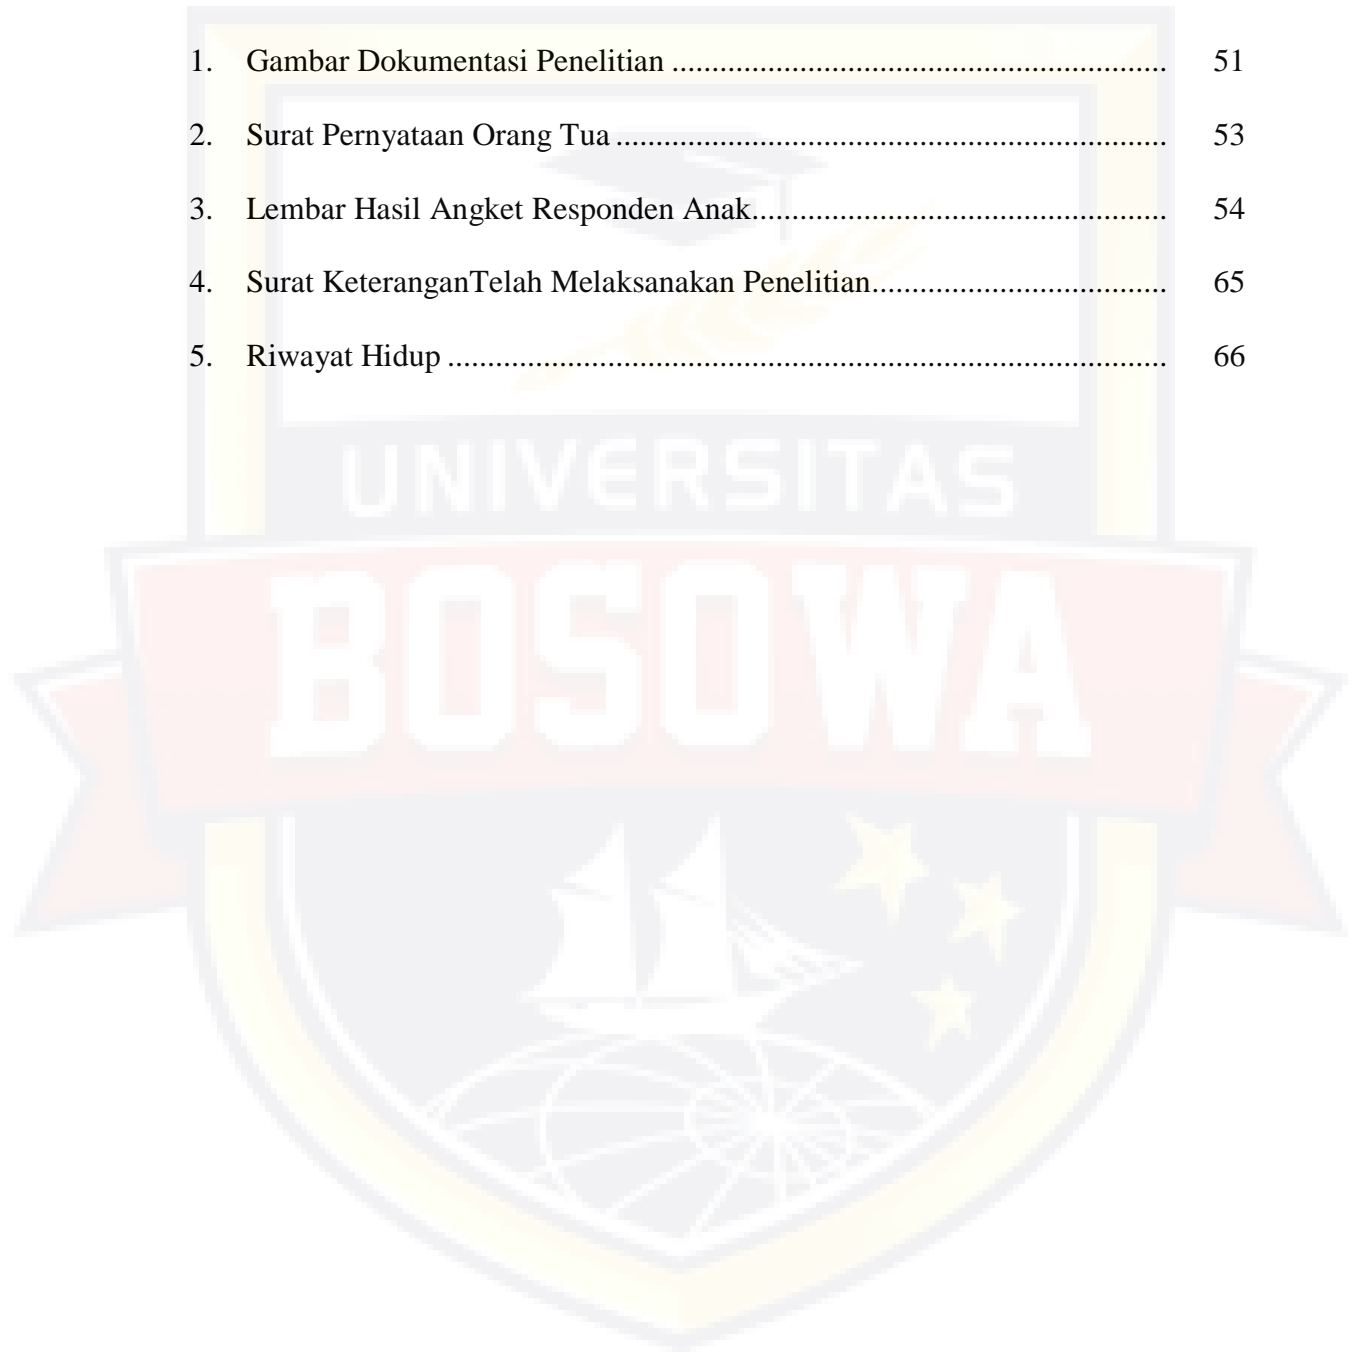 1. Gambar Dokumentasi Penelitian .............................................................. 51
2. Surat Pernyataan Orang Tua ..................................................................... 53
3. Lembar Hasil Angket Responden Anak.................................................... 54
4. Surat KeteranganTelah Melaksanakan Penelitian..................................... 65
5. Riwayat Hidup .......................................................................................... 66
UNIVERSITAS
BOSOWA